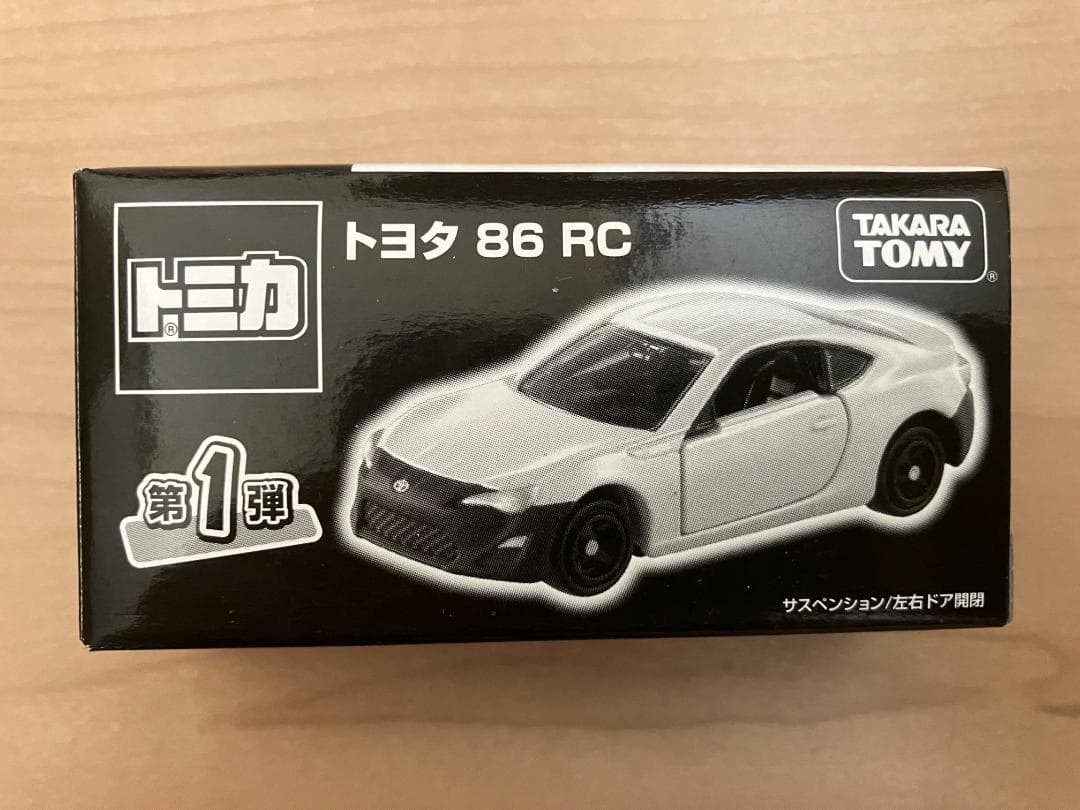 トミカ®
トヨタ 86 RC
TAKARA
TOMY®
第1弾
サスペンション/左右ドア開閉